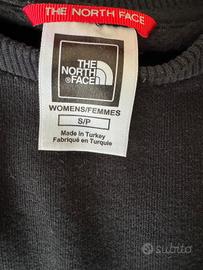 THE NORTH FACE
THE
NORTH
FACE
WOMENS/FEMMES
S/P
Made in Turkey
Fabriqué en Turquie
subito